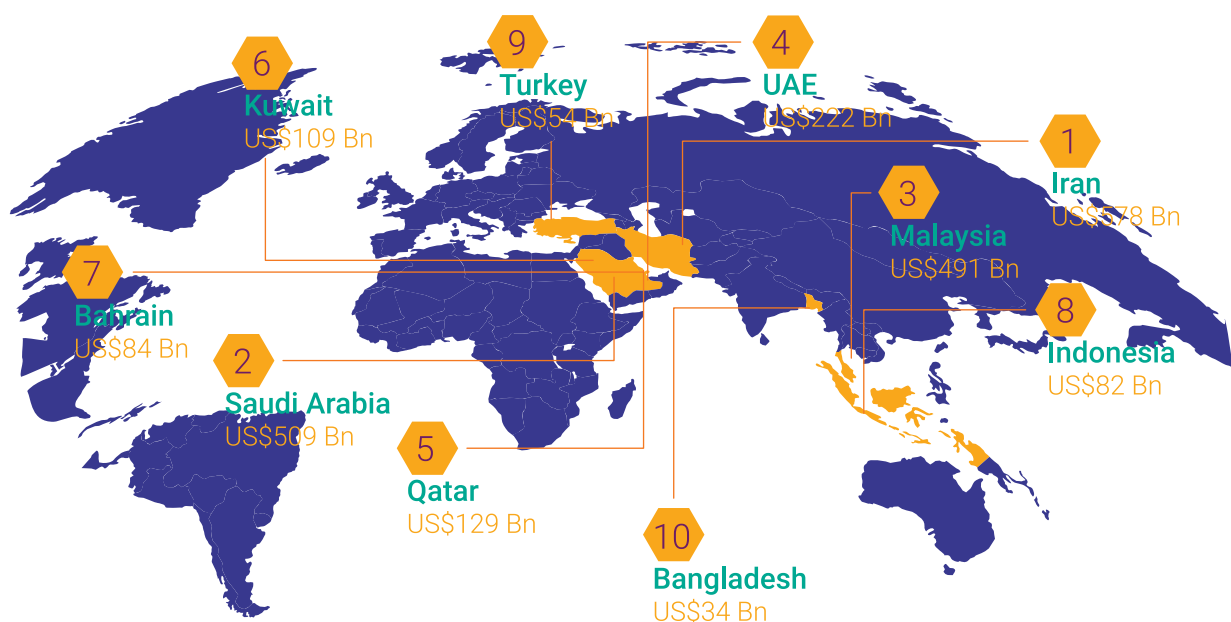 9
Turkey
US$54 Bn
4
UAE
US$222 Bn
6
Kuwait
US$109 Bn
1
Iran
US$578 Bn
3
Malaysia
US$491 Bn
7
Bahrain
US$84 Bn
8
Indonesia
US$82 Bn
2
Saudi Arabia
US$509 Bn
5
Qatar
US$129 Bn
10
Bangladesh
US$34 Bn